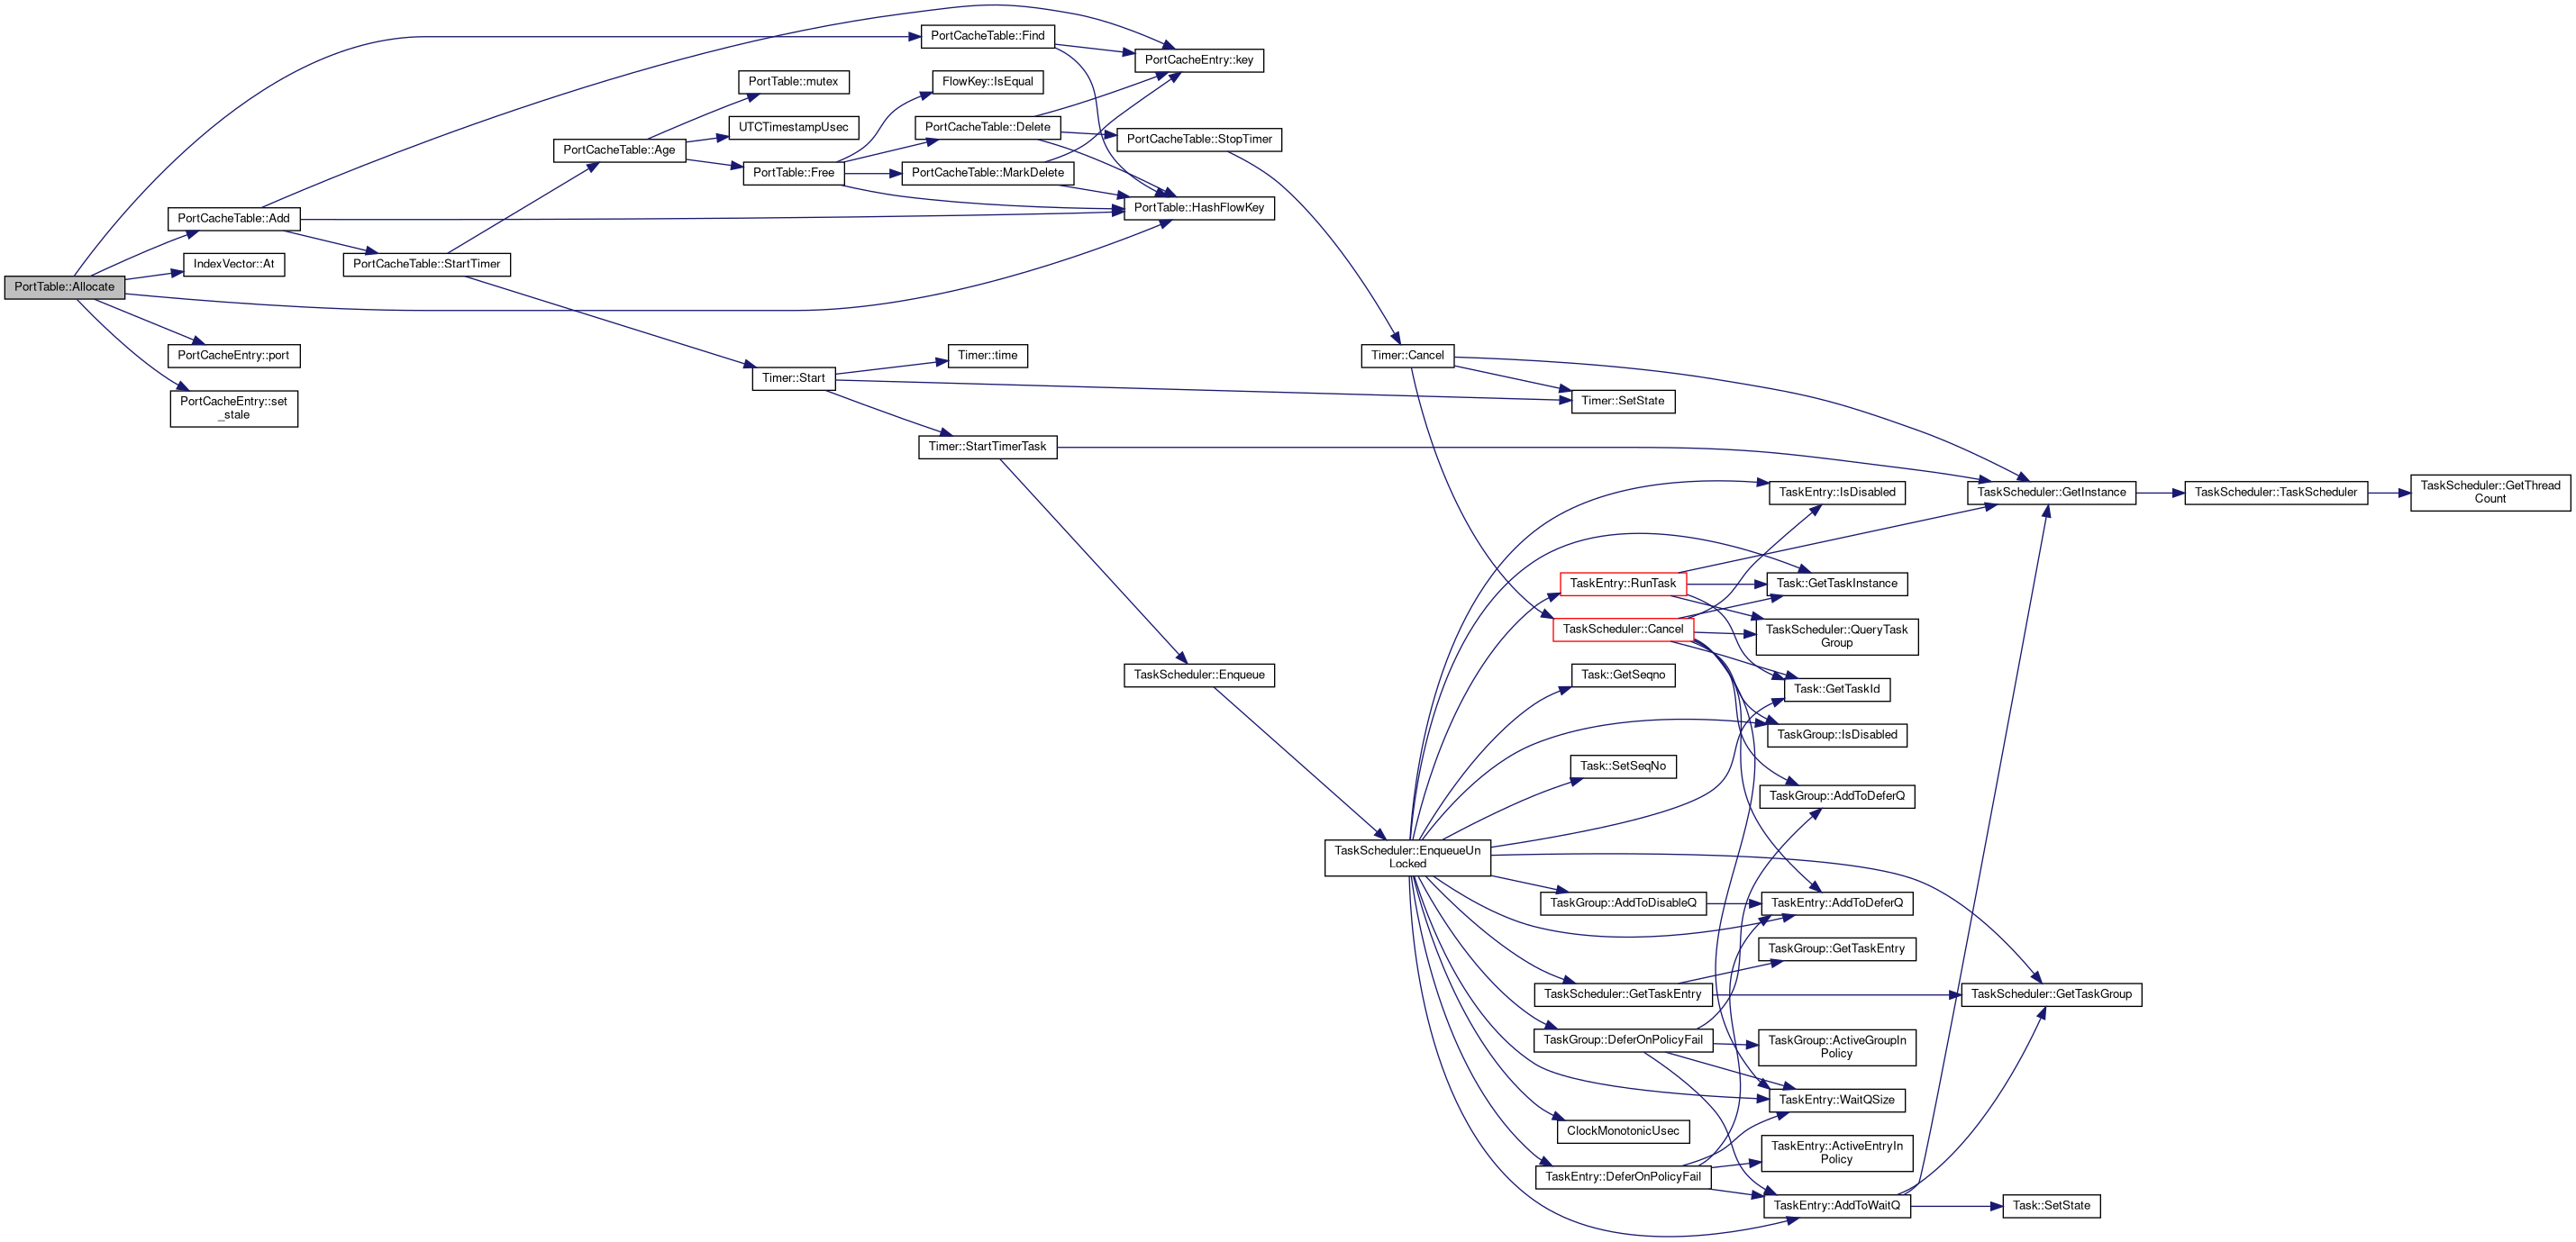 PortTable::Allocate
PortCacheTable::Add
IndexVector::At
PortCacheEntry::port
PortCacheEntry::set
_stale
PortCacheTable::StartTimer
PortCacheTable::Age
PortTable::mutex
UTCTimestampUsec
PortTable::Free
Timer::Start
PortCacheTable::Find
FlowKey::IsEqual
PortCacheTable::Delete
PortCacheTable::MarkDelete
Timer::time
Timer::StartTimerTask
PortCacheEntry::key
PortCacheTable::StopTimer
PortTable::HashFlowKey
TaskScheduler::Enqueue
Timer::Cancel
TaskScheduler::EnqueueUn
Locked
Timer::SetState
TaskEntry::RunTask
TaskScheduler::Cancel
Task::GetSeqno
Task::SetSeqNo
TaskGroup::AddToDisableQ
TaskScheduler::GetTaskEntry
TaskGroup::DeferOnPolicyFail
ClockMonotonicUsec
TaskEntry::DeferOnPolicyFail
TaskEntry::IsDisabled
Task::GetTaskInstance
TaskScheduler::QueryTask
Group
Task::GetTaskId
TaskGroup::IsDisabled
TaskGroup::AddToDeferQ
TaskEntry::AddToDeferQ
TaskGroup::GetTaskEntry
TaskGroup::ActiveGroupIn
Policy
TaskEntry::WaitQSize
TaskEntry::ActiveEntryIn
Policy
TaskEntry::AddToWaitQ
TaskScheduler::GetInstance
TaskScheduler::GetTaskGroup
Task::SetState
TaskScheduler::TaskScheduler
TaskScheduler::GetThread
Count